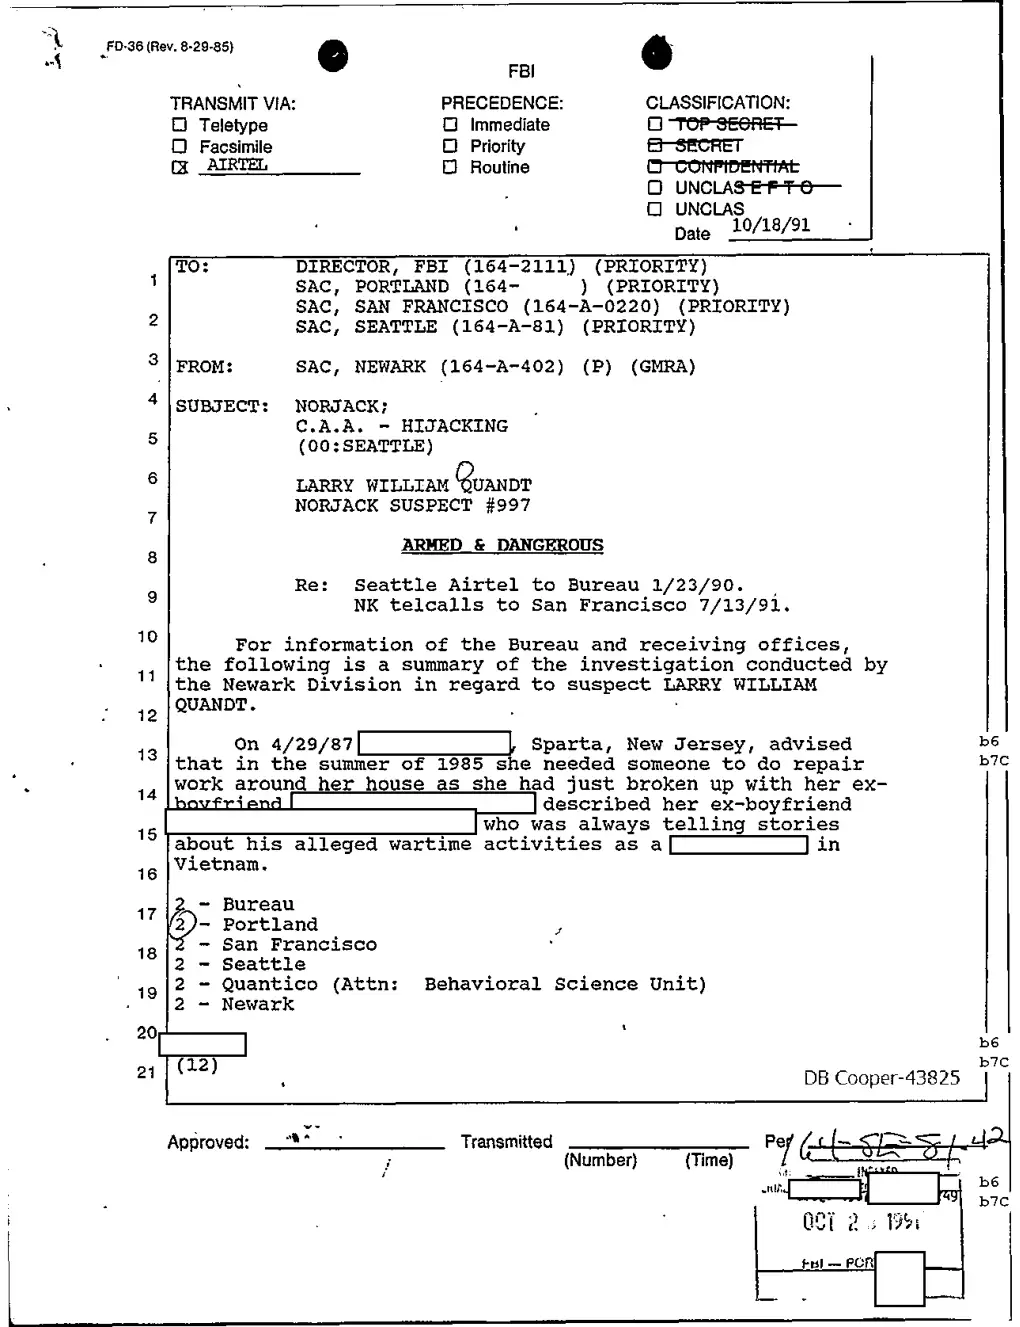 FD-36 (Rev. 8-29-85)
FBI
TRANSMIT VIA:
☐ Teletype
☐ Facsimile
☒ AIRTEL
PRECEDENCE:
☐ Immediate
☐ Priority
☐ Routine
CLASSIFICATION:
☐ TOP SECRET
☐ SECRET
☐ CONFIDENTIAL
☐ UNCLAS E F T O
☐ UNCLAS
Date 10/18/91
TO: DIRECTOR, FBI (164-2111) (PRIORITY)
1 SAC, PORTLAND (164- ) (PRIORITY)
SAC, SAN FRANCISCO (164-A-0220) (PRIORITY)
2 SAC, SEATTLE (164-A-81) (PRIORITY)
3 FROM: SAC, NEWARK (164-A-402) (P) (GMRA)
4 SUBJECT: NORJACK;
C.A.A. - HIJACKING
5 (OO:SEATTLE)
6 LARRY WILLIAM QUANDT
NORJACK SUSPECT #997
7
ARMED & DANGEROUS
8
Re: Seattle Airtel to Bureau 1/23/90.
9 NK telcalls to San Francisco 7/13/91.
10 For information of the Bureau and receiving offices,
the following is a summary of the investigation conducted by
11 the Newark Division in regard to suspect LARRY WILLIAM
QUANDT.
12
On 4/29/87 , Sparta, New Jersey, advised b6
13 that in the summer of 1985 she needed someone to do repair b7C
work around her house as she had just broken up with her ex-
14 boyfriend described her ex-boyfriend
who was always telling stories
15 about his alleged wartime activities as a in
Vietnam.
16
2 - Bureau
17 2 - Portland
2 - San Francisco
18 2 - Seattle
2 - Quantico (Attn: Behavioral Science Unit)
19 2 - Newark
20 b6
(12) b7C
21 DB Cooper-43825
Approved: Transmitted Per
(Number) (Time)
164-SE-81-42
INDEXED
b6
b7C
OCT 2 1991
FBI — POR